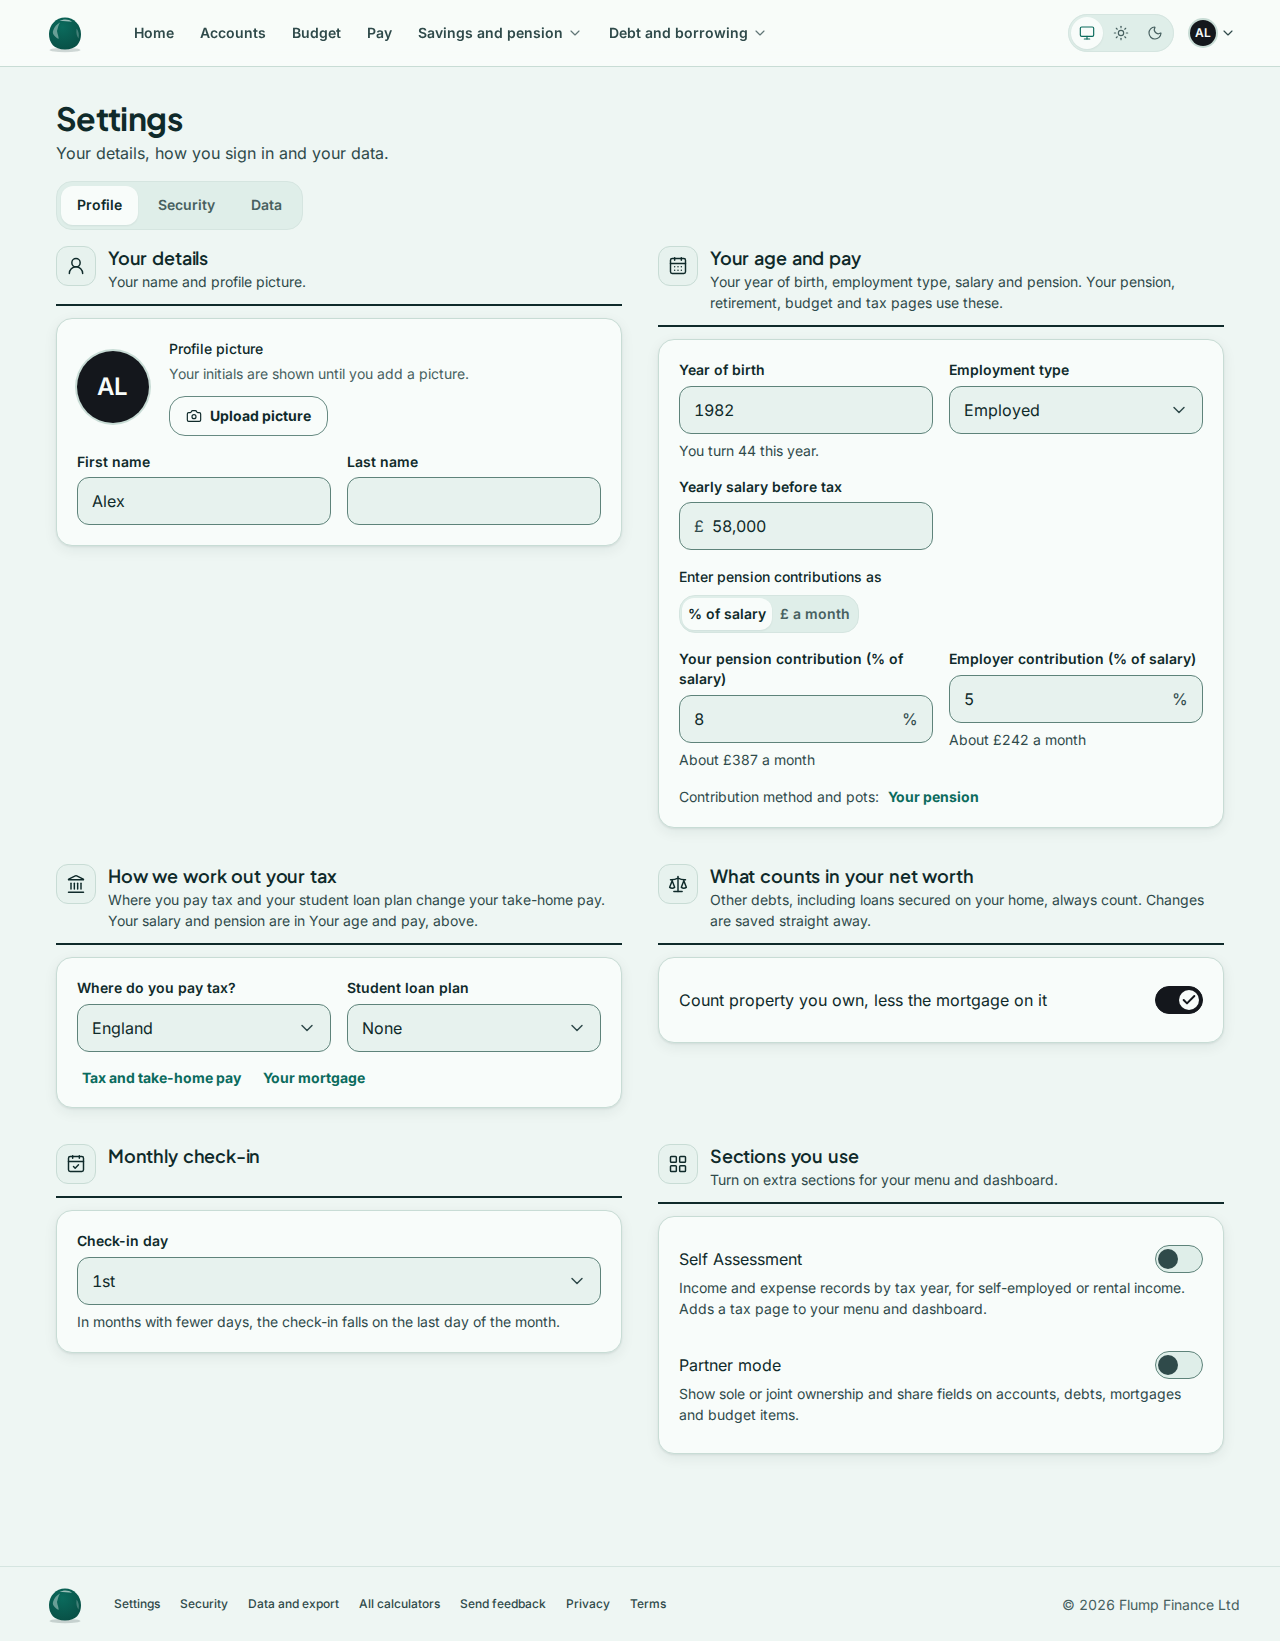 Home Accounts Budget Pay Savings and pension Debt and borrowing AL
Settings
Your details, how you sign in and your data.
Profile Security Data
Your details
Your name and profile picture.
AL
Profile picture
Your initials are shown until you add a picture.
Upload picture
First name Last name
Alex
Your age and pay
Your year of birth, employment type, salary and pension. Your pension,
retirement, budget and tax pages use these.
Year of birth Employment type
1982 Employed
You turn 44 this year.
Yearly salary before tax
£ 58,000
Enter pension contributions as
% of salary £ a month
Your pension contribution (% of
salary)
8 %
About £387 a month
Employer contribution (% of salary)
5 %
About £242 a month
Contribution method and pots: Your pension
How we work out your tax
Where you pay tax and your student loan plan change your take-home pay.
Your salary and pension are in Your age and pay, above.
Where do you pay tax? Student loan plan
England None
Tax and take-home pay Your mortgage
What counts in your net worth
Other debts, including loans secured on your home, always count. Changes
are saved straight away.
Count property you own, less the mortgage on it
Monthly check-in
Check-in day
1st
In months with fewer days, the check-in falls on the last day of the month.
Sections you use
Turn on extra sections for your menu and dashboard.
Self Assessment
Income and expense records by tax year, for self-employed or rental income.
Adds a tax page to your menu and dashboard.
Partner mode
Show sole or joint ownership and share fields on accounts, debts, mortgages
and budget items.
Settings Security Data and export All calculators Send feedback Privacy Terms © 2026 Flump Finance Ltd